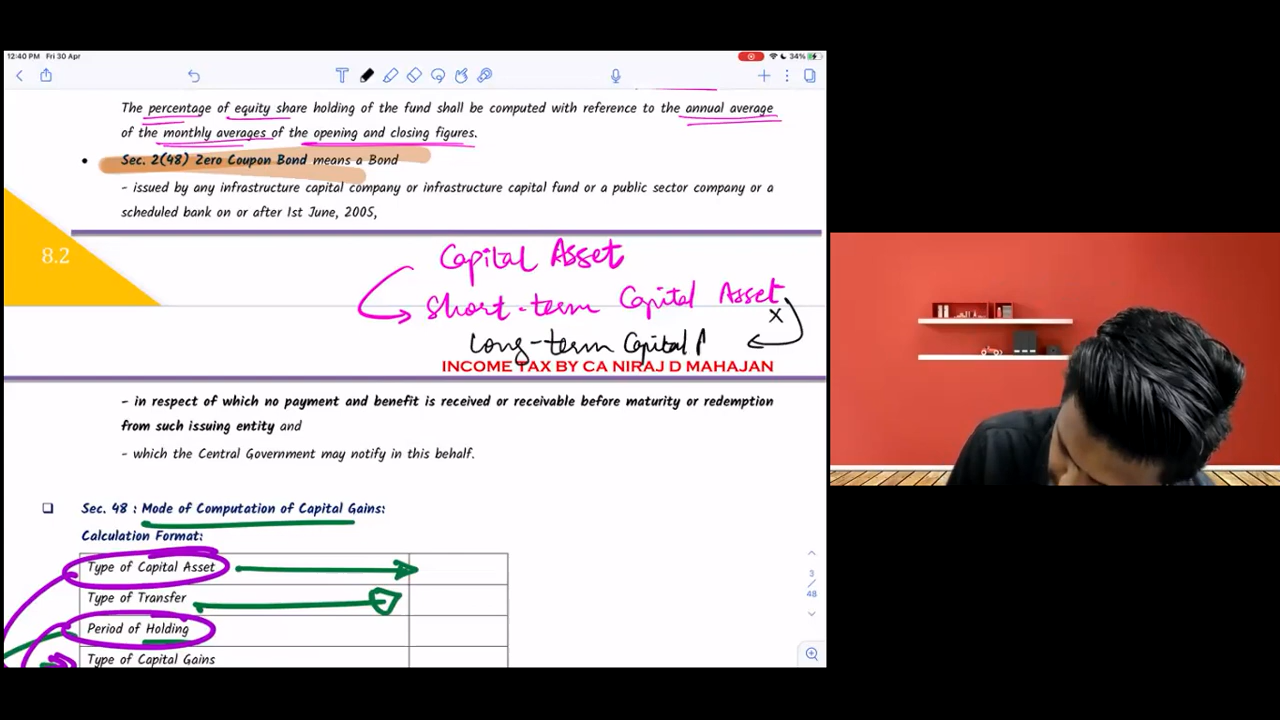 12:40 PM Fri 30 Apr
34%
T
The percentage of equity share holding of the fund shall be computed with reference to the annual average
of the monthly averages of the opening and closing figures.
Sec. 2(48) Zero Coupon Bond means a Bond
- issued by any infrastructure capital company or infrastructure capital fund or a public sector company or a
scheduled bank on or after 1st June, 2005,
8.2
Capital Asset
Short-term Capital Asset
x
Long-term Capital
INCOME TAX BY CA NIRAJ D MAHAJAN
- in respect of which no payment and benefit is received or receivable before maturity or redemption
from such issuing entity and
- which the Central Government may notify in this behalf.
Sec. 48 : Mode of Computation of Capital Gains:
Calculation Format:
Type of Capital Asset
Type of Transfer
Period of Holding
Type of Capital Gains
3
/
48